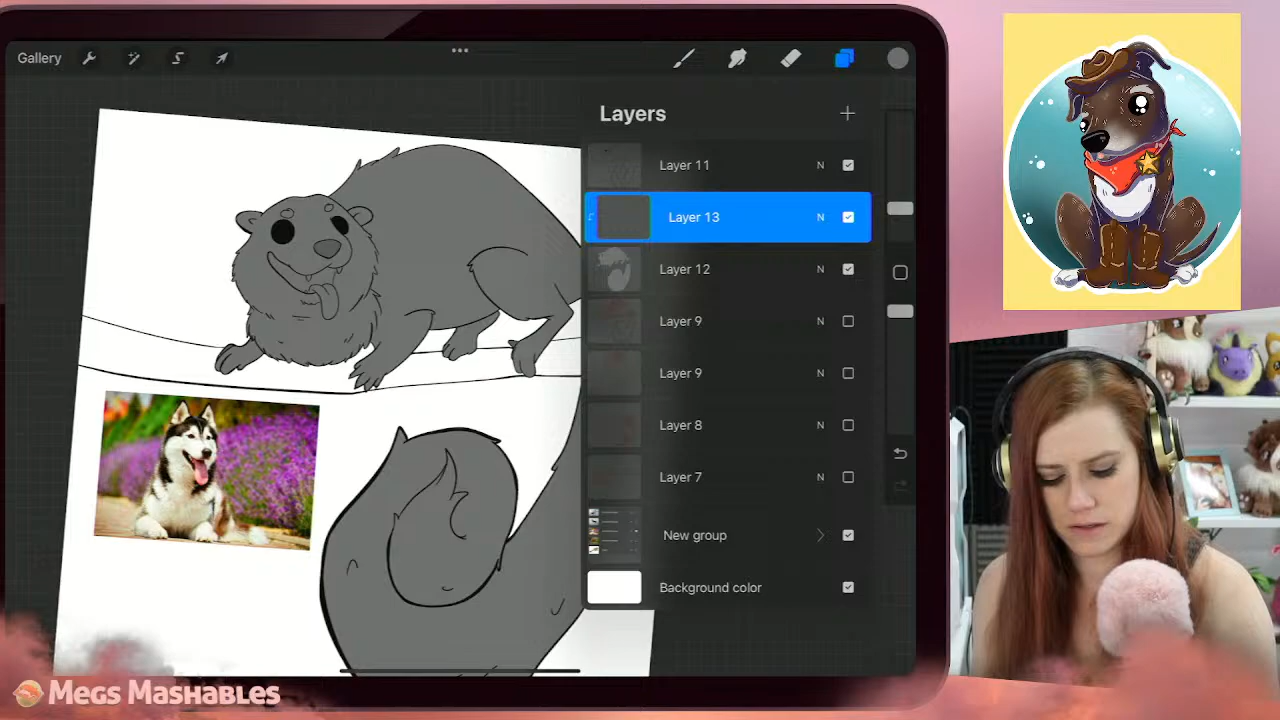 Gallery
Layers
Layer 11 N
Layer 13 N
Layer 12 N
Layer 9 N
Layer 9 N
Layer 8 N
Layer 7 N
New group
Background color
Megs Mashables